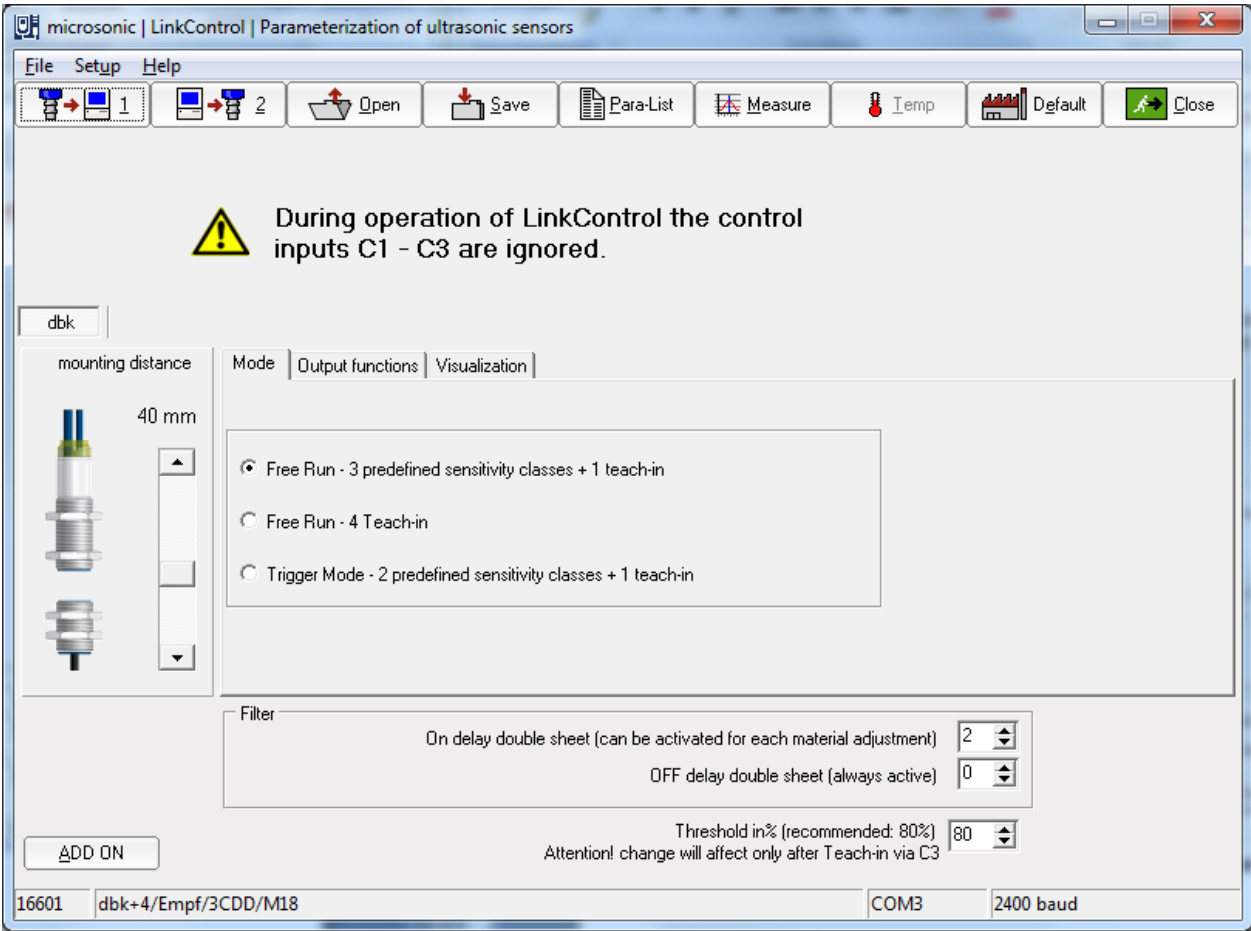 microsonic | LinkControl | Parameterization of ultrasonic sensors
File Setup Help
1 2 Open Save Para-List Measure Temp Default Close
During operation of LinkControl the control
inputs C1 - C3 are ignored.
dbk
mounting distance
40 mm
Mode Output functions Visualization
Free Run - 3 predefined sensitivity classes + 1 teach-in
Free Run - 4 Teach-in
Trigger Mode - 2 predefined sensitivity classes + 1 teach-in
Filter
On delay double sheet (can be activated for each material adjustment) 2
OFF delay double sheet (always active) 0
Threshold in% (recommended: 80%) 80
Attention! change will affect only after Teach-in via C3
ADD ON
16601 dbk+4/Empf/3CDD/M18 COM3 2400 baud